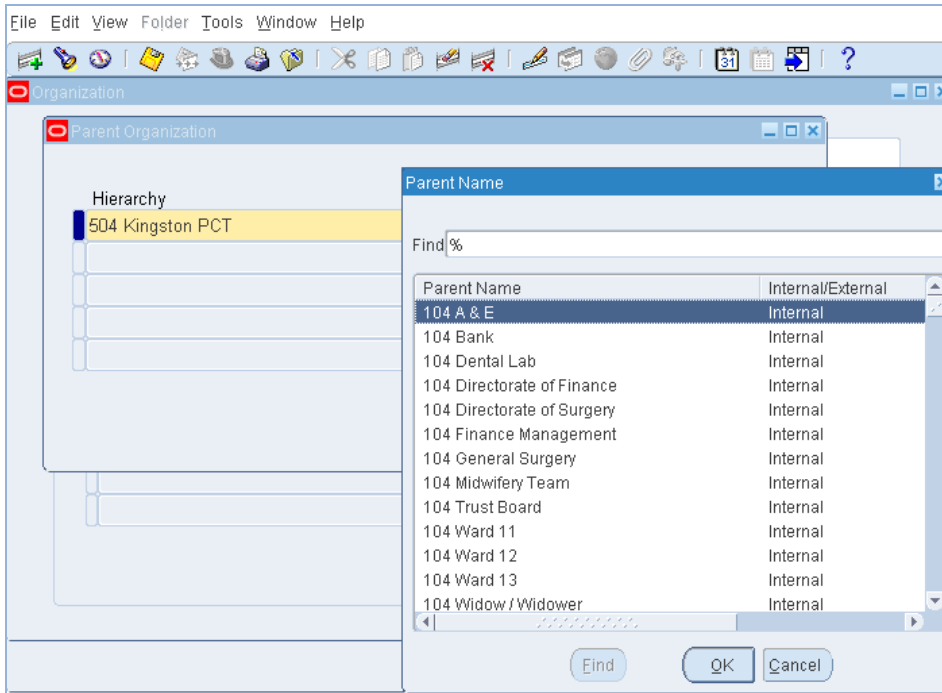 File Edit View Folder Tools Window Help
31
?
Organization
Parent Organization
Parent Name
Hierarchy
504 Kingston PCT
Find %
Parent Name Internal/External
104 A & E Internal
104 Bank Internal
104 Dental Lab Internal
104 Directorate of Finance Internal
104 Directorate of Surgery Internal
104 Finance Management Internal
104 General Surgery Internal
104 Midwifery Team Internal
104 Trust Board Internal
104 Ward 11 Internal
104 Ward 12 Internal
104 Ward 13 Internal
104 Widow / Widower Internal
Find OK Cancel